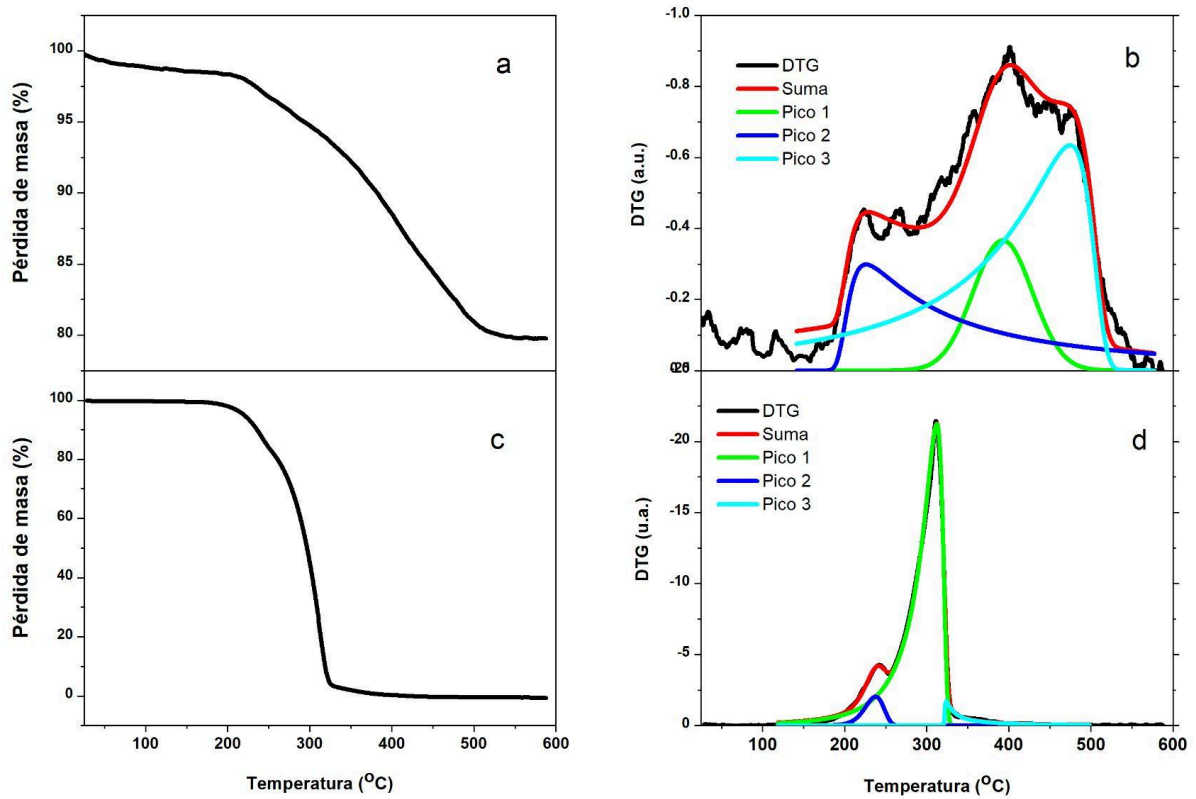 a
Pérdida de masa (%)
100
95
90
85
80
b
DTG
Suma
Pico 1
Pico 2
Pico 3
DTG (a.u.)
-1.0
-0.8
-0.6
-0.4
-0.2
c
Pérdida de masa (%)
100
80
60
40
20
0
100 200 300 400 500 600
Temperatura (°C)
d
DTG
Suma
Pico 1
Pico 2
Pico 3
DTG (u.a.)
-20
-15
-10
-5
0
100 200 300 400 500 600
Temperatura (°C)